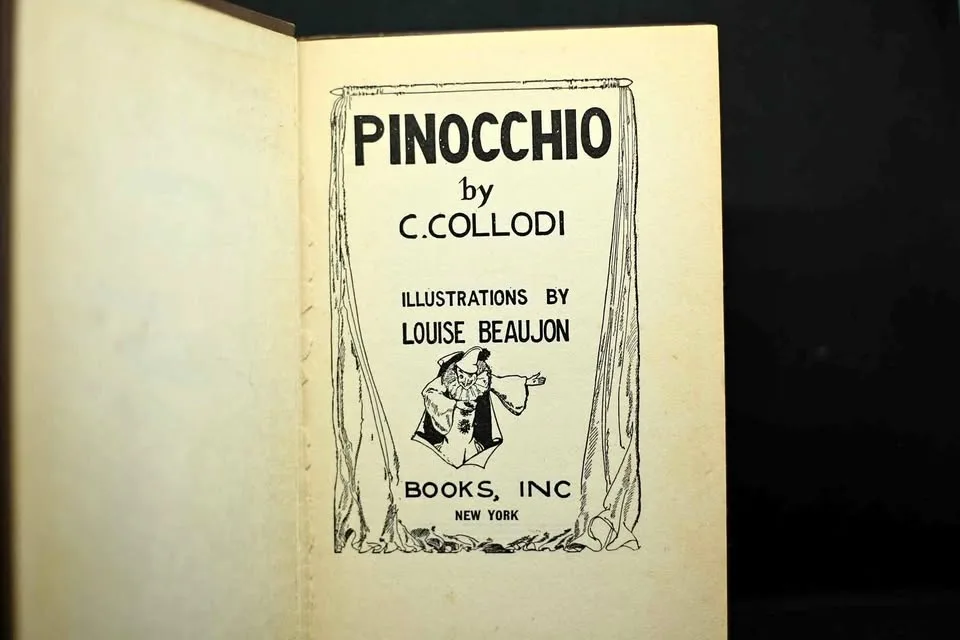 PINOCCHIO
by
C.COLLODI
ILLUSTRATIONS BY
LOUISE BEAUJON
BOOKS, INC
NEW YORK